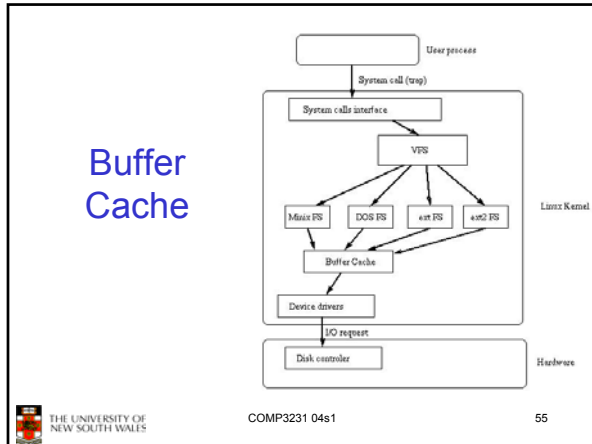 Buffer
Cache
User process
System call (trap)
System calls interface
VFS
Linux Kernel
Minix FS
DOS FS
ext FS
ext2 FS
Buffer Cache
Device drivers
I/O request
Disk controler
Hardware
THE UNIVERSITY OF
NEW SOUTH WALES
COMP3231 04s1
55